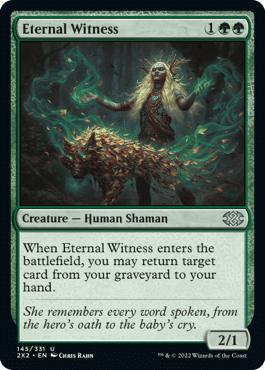 Eternal Witness 1
Creature — Human Shaman
When Eternal Witness enters the
battlefield, you may return target
card from your graveyard to your
hand.
She remembers every word spoken, from
the hero's oath to the baby's cry.
2/1
145/331 U
2X2 • EN Chris Rahn
™ & © 2022 Wizards of the Coast